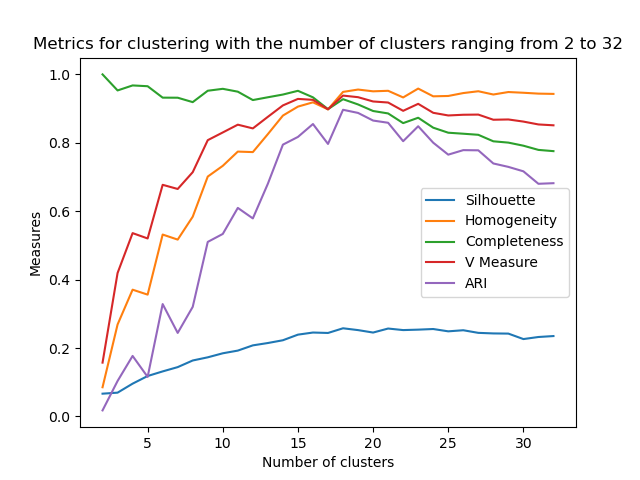 Metrics for clustering with the number of clusters ranging from 2 to 32
1.0
0.8
0.6
0.4
0.2
0.0
Measures
Silhouette
Homogeneity
Completeness
V Measure
ARI
5
10
15
20
25
30
Number of clusters